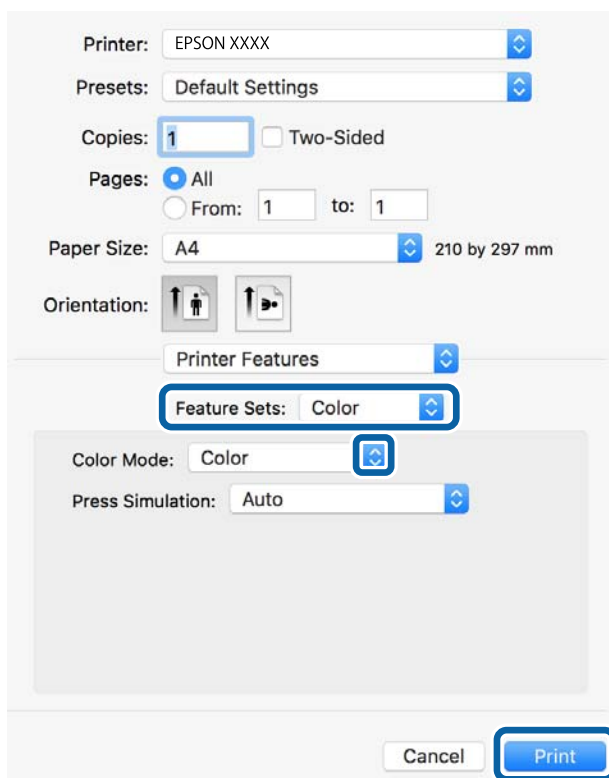 Printer: EPSON XXXX
Presets: Default Settings
Copies: 1 Two-Sided
Pages: All
From: 1 to: 1
Paper Size: A4 210 by 297 mm
Orientation:
Printer Features
Feature Sets: Color
Color Mode: Color
Press Simulation: Auto
Cancel Print